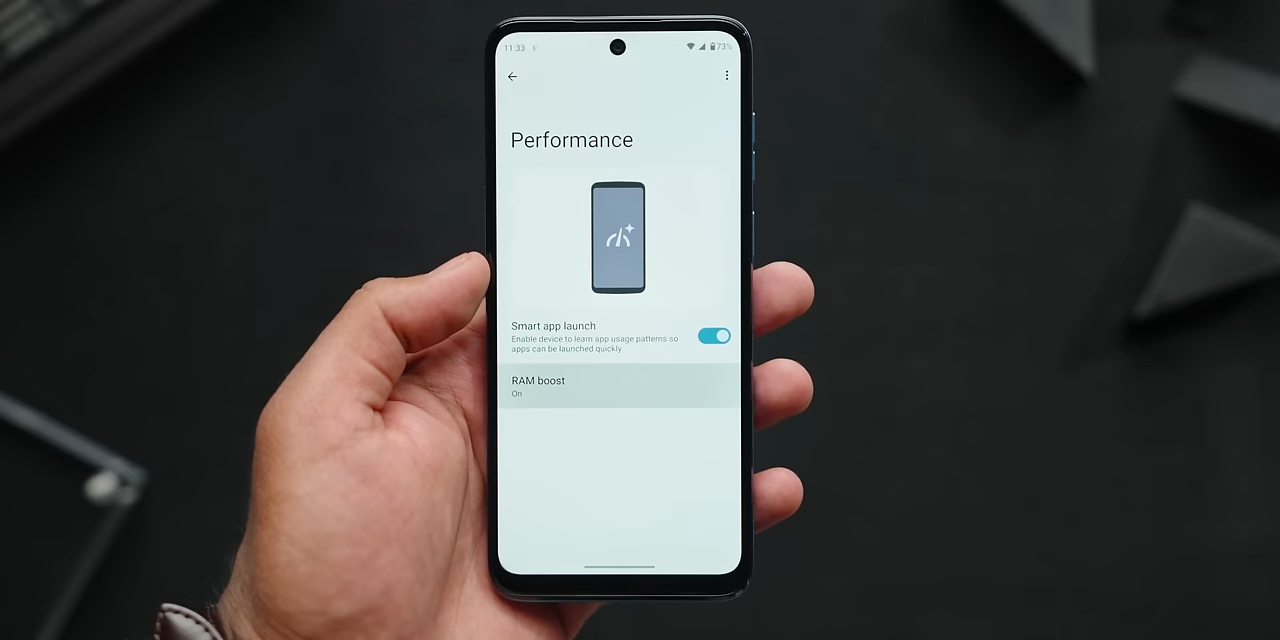 11:33
73%
Performance
Smart app launch
Enable device to learn app usage patterns so
apps can be launched quickly
RAM boost
On